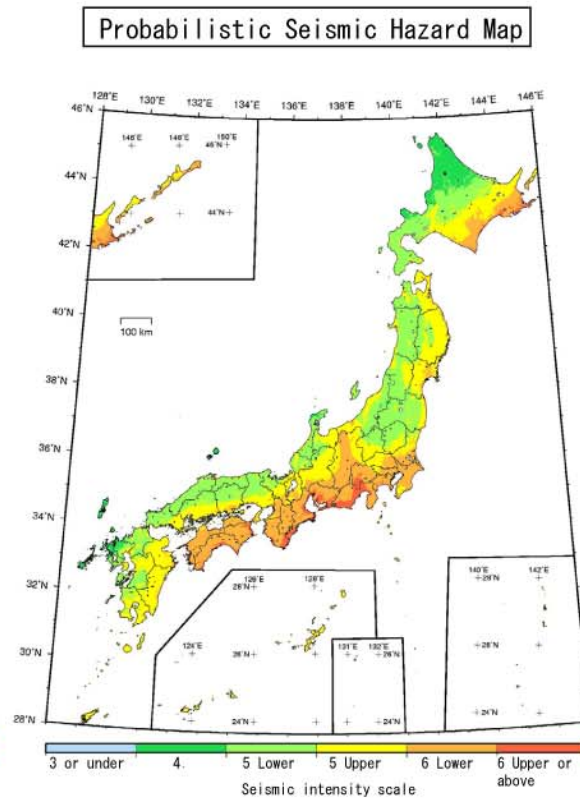 Probabilistic Seismic Hazard Map
128°E 130°E 132°E 134°E 136°E 138°E 140°E 142°E 144°E 146°E
46°N
146°E 148°E 150°E
46°N
44°N
44°N
42°N
40°N
100 km
38°N
36°N
34°N
32°N
126°E 128°E
28°N
140°E 142°E
28°N
30°N
124°E
26°N
131°E 132°E
26°N
28°N
24°N
24°N
24°N
3 or under 4. 5 Lower 5 Upper 6 Lower 6 Upper or above
Seismic intensity scale